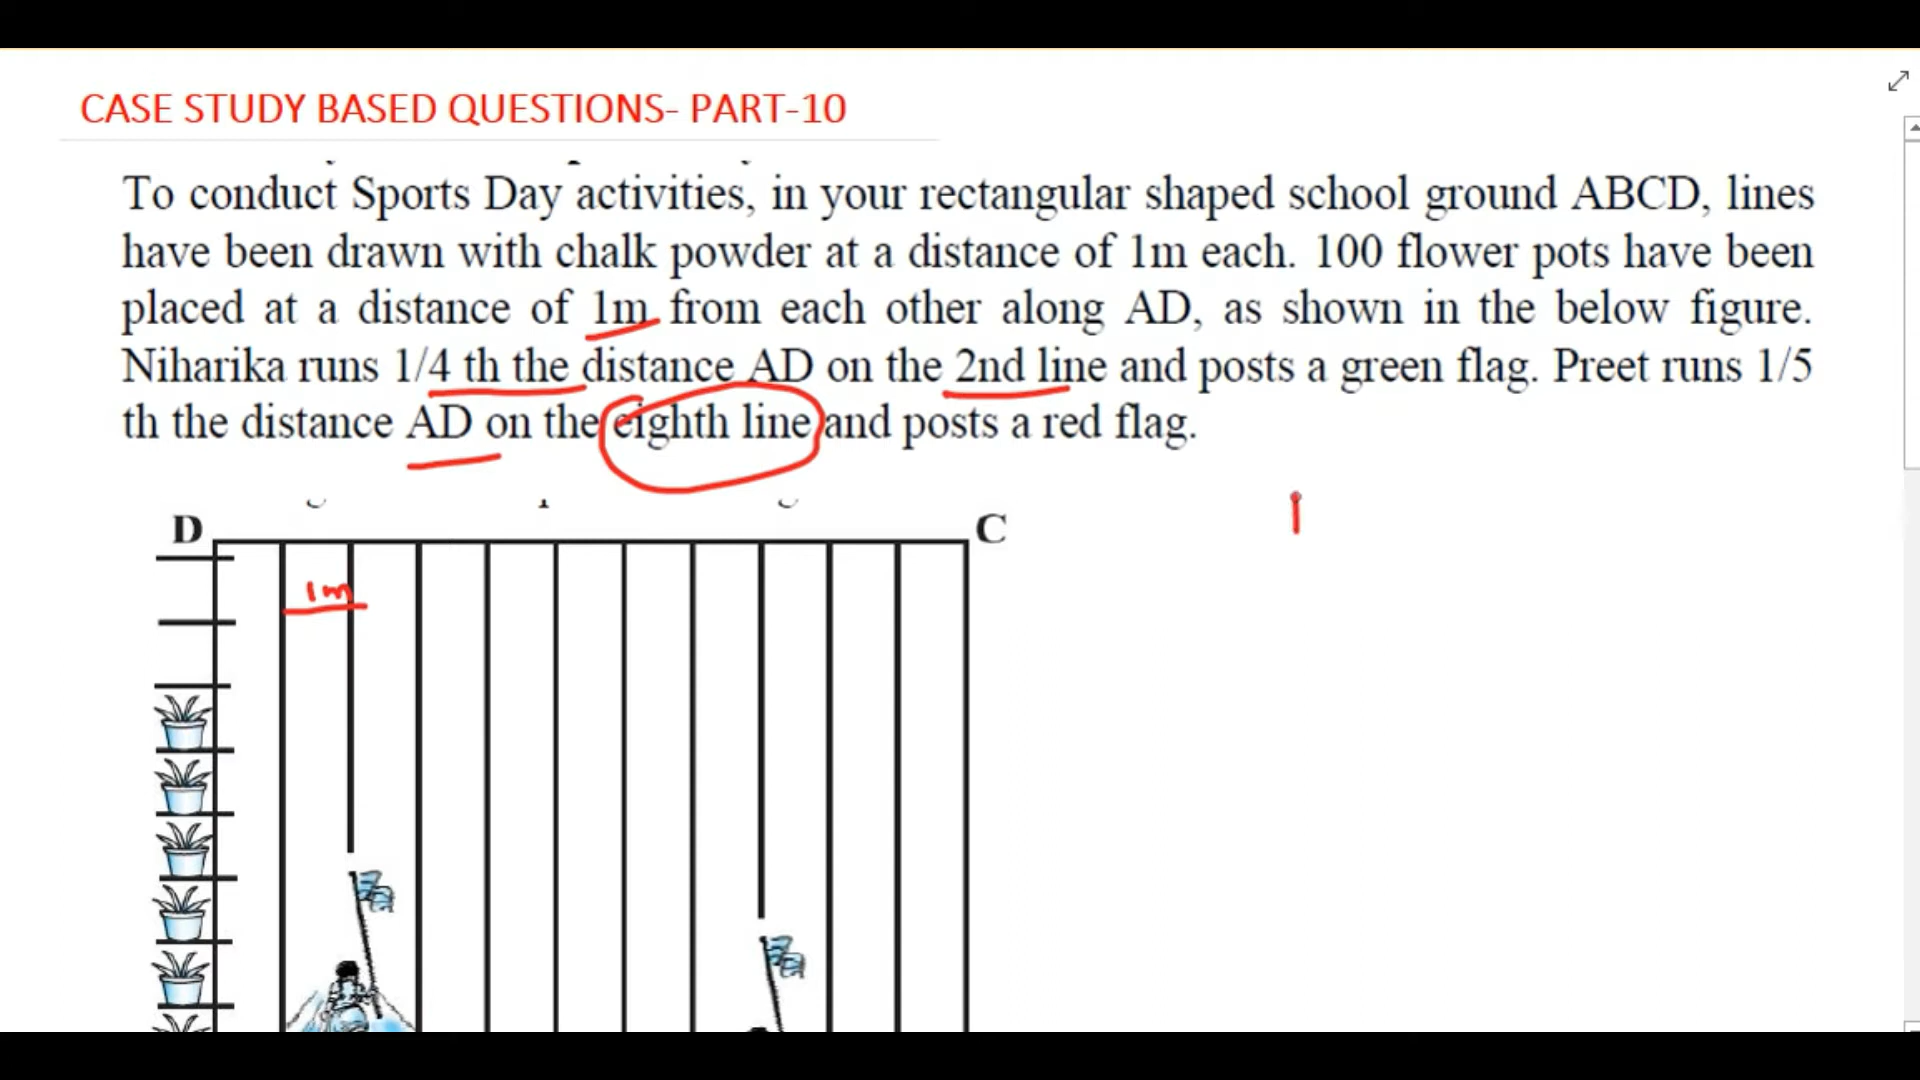 CASE STUDY BASED QUESTIONS- PART-10
To conduct Sports Day activities, in your rectangular shaped school ground ABCD, lines
have been drawn with chalk powder at a distance of 1m each. 100 flower pots have been
placed at a distance of 1m from each other along AD, as shown in the below figure.
Niharika runs 1/4 th the distance AD on the 2nd line and posts a green flag. Preet runs 1/5
th the distance AD on the eighth line and posts a red flag.
D C
1m